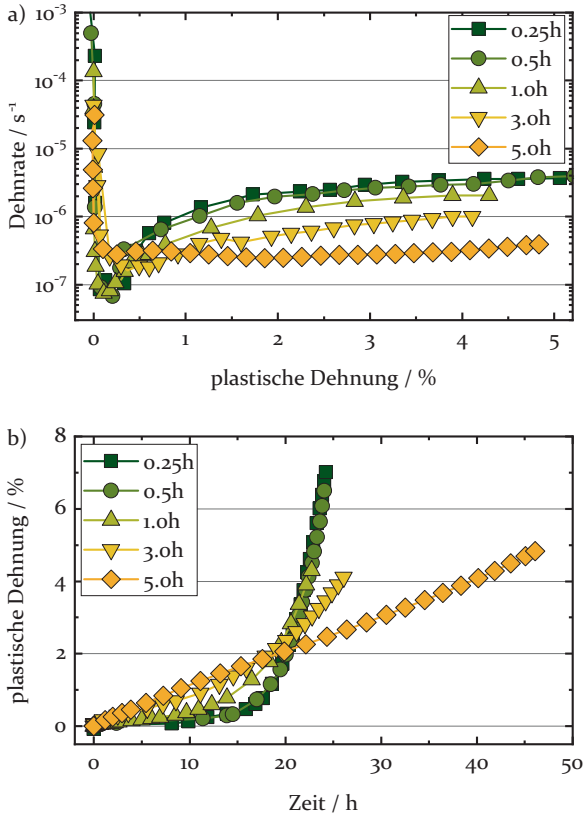 a)
10⁻³
10⁻⁴
10⁻⁵
10⁻⁶
10⁻⁷
Dehnrate / s⁻¹
0.25h
0.5h
1.0h
3.0h
5.0h
0 1 2 3 4 5
plastische Dehnung / %
b)
8
6
4
2
0
plastische Dehnung / %
0.25h
0.5h
1.0h
3.0h
5.0h
0 10 20 30 40 50
Zeit / h